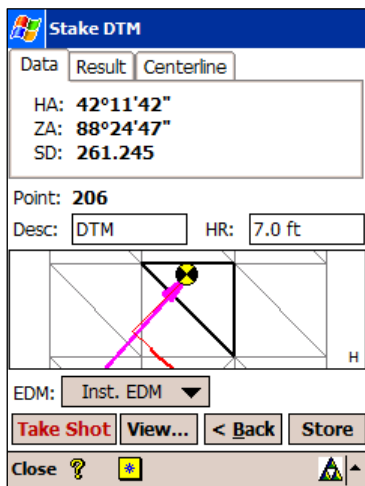 Stake DTM
Data Result Centerline
HA: 42°11'42"
ZA: 88°24'47"
SD: 261.245
Point: 206
Desc: DTM HR: 7.0 ft
H
EDM: Inst. EDM
Take Shot View... < Back Store
Close ?